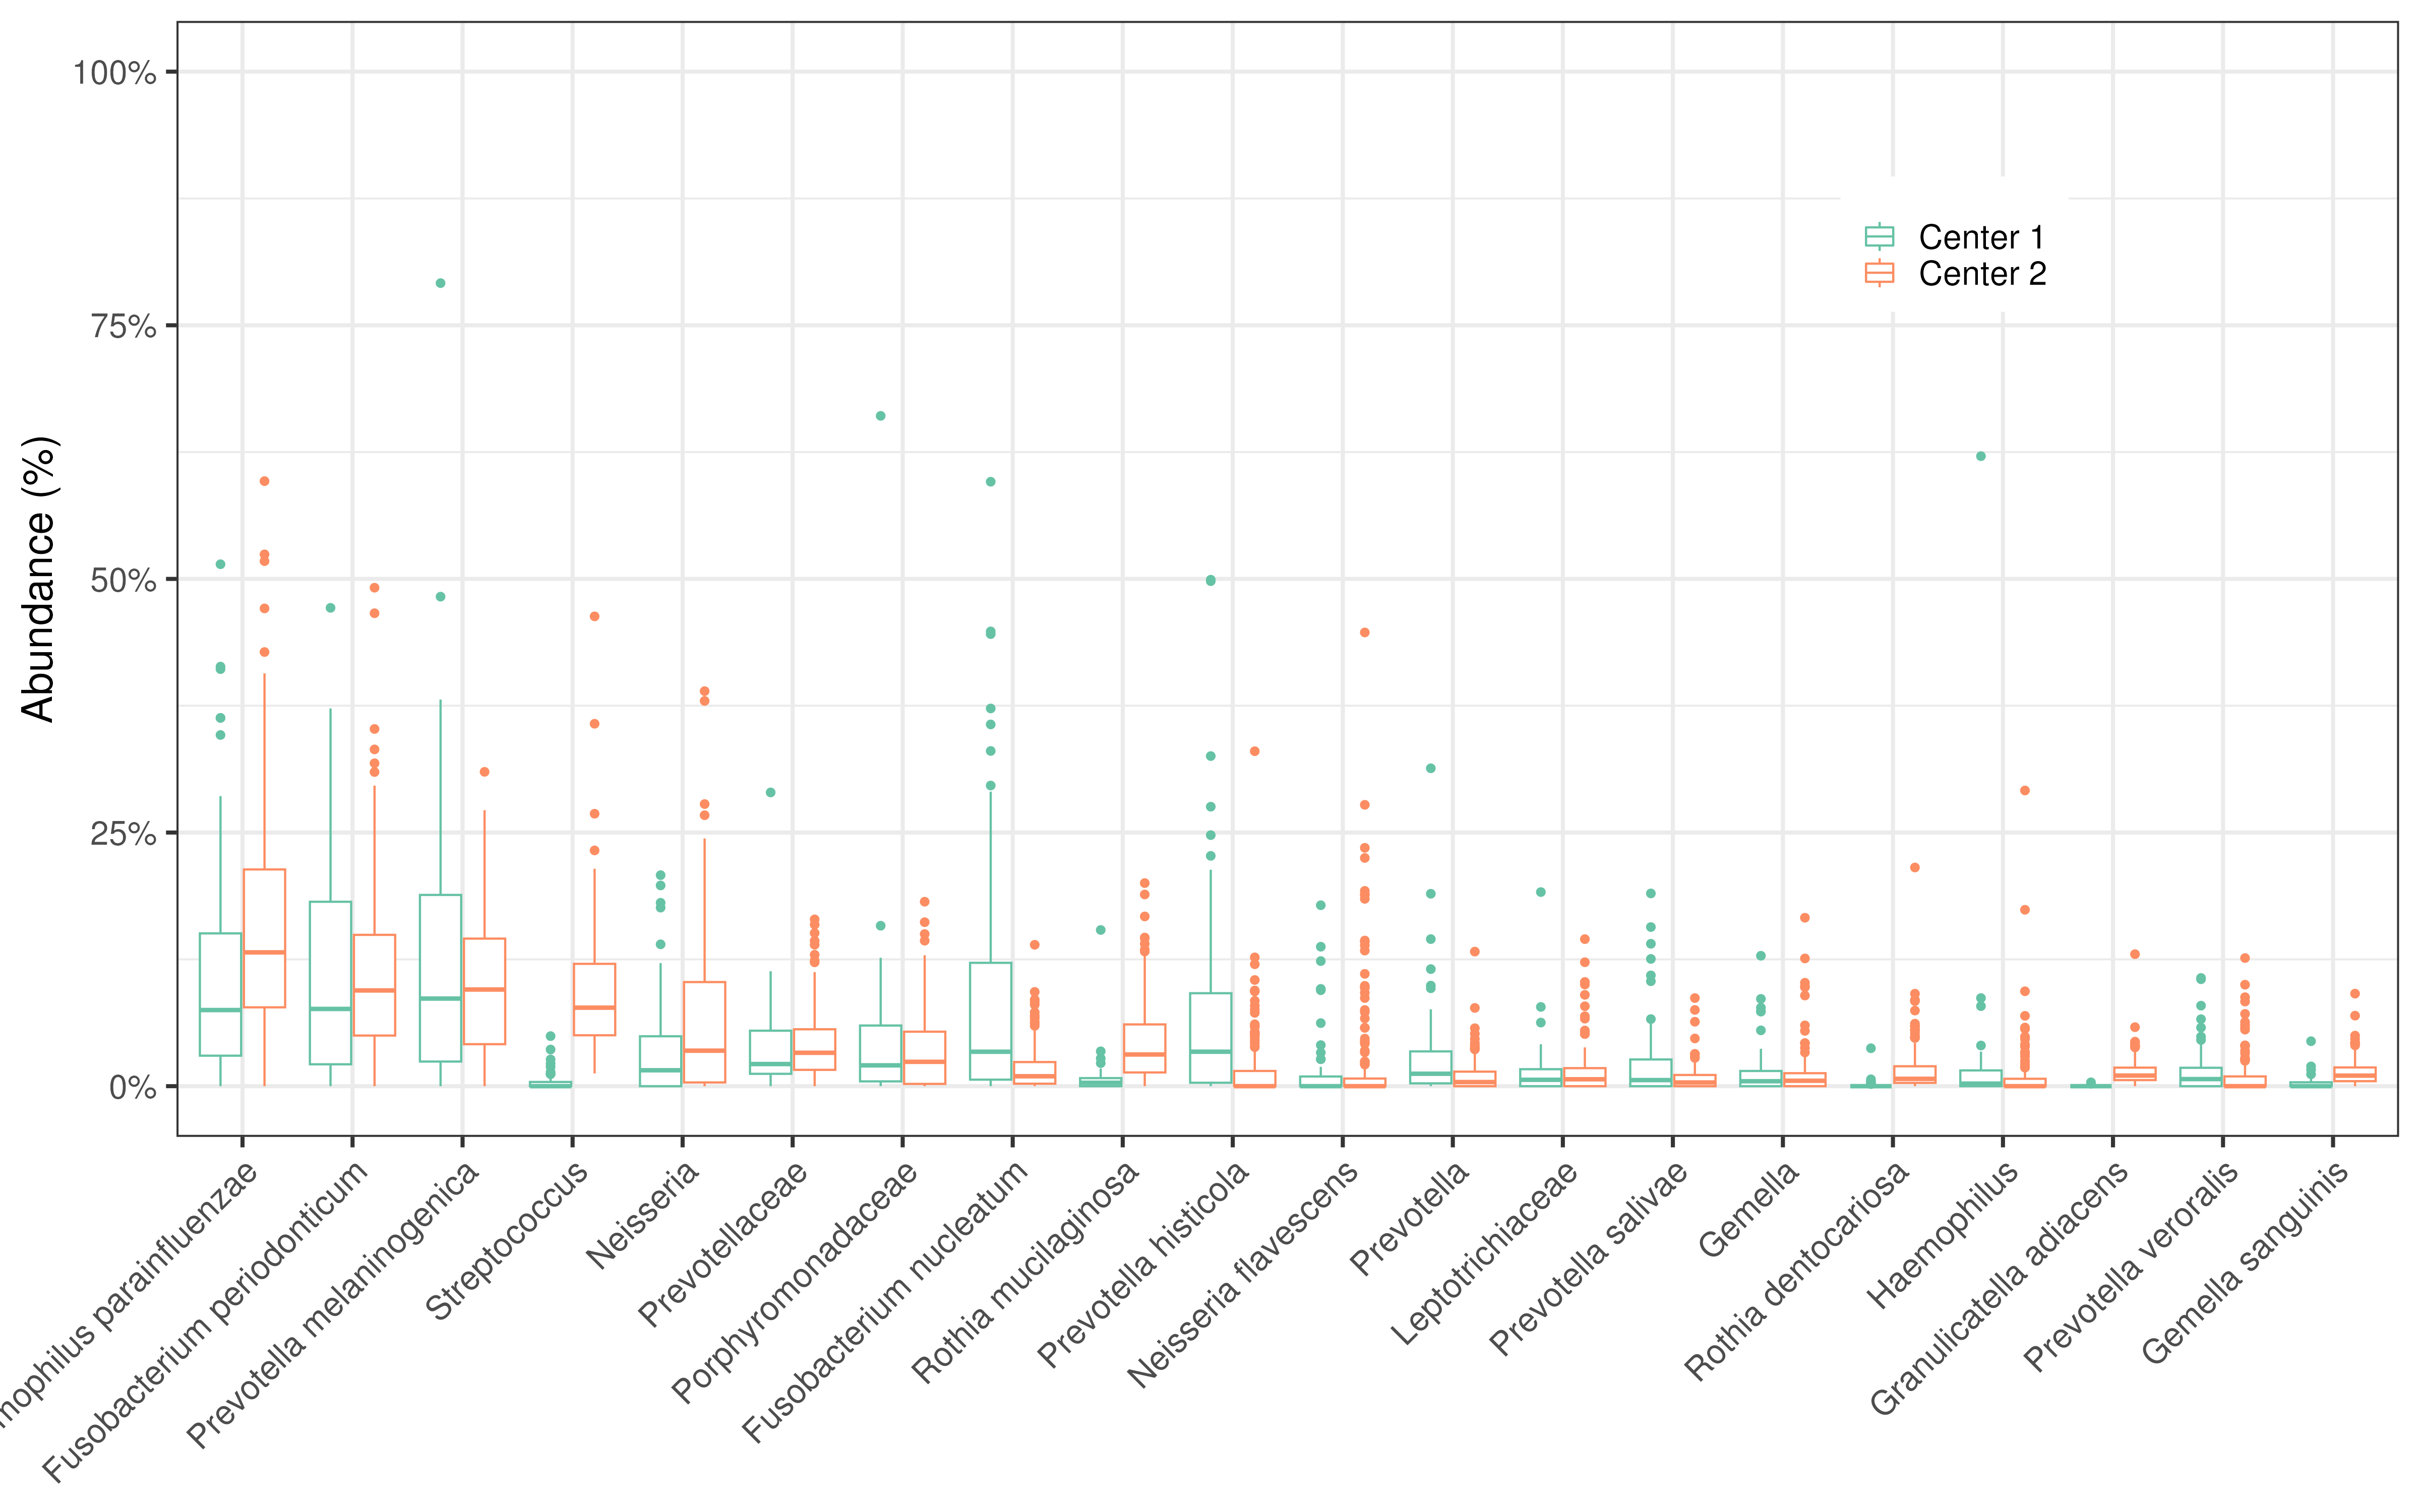 Abundance (%)
100%
75%
50%
25%
0%
Center 1
Center 2
parainfluenzae
Fusobacterium periodonticum
Prevotella melaninogenica
Streptococcus
Neisseria
Prevotellaceae
Porphyromonadaceae
Fusobacterium nucleatum
Rothia mucilaginosa
Prevotella histicola
Neisseria flavescens
Prevotella
Leptotrichiaceae
Prevotella salivae
Gemella
Rothia dentocariosa
Haemophilus
Granulicatella adiacens
Prevotella veroralis
Gemella sanguinis